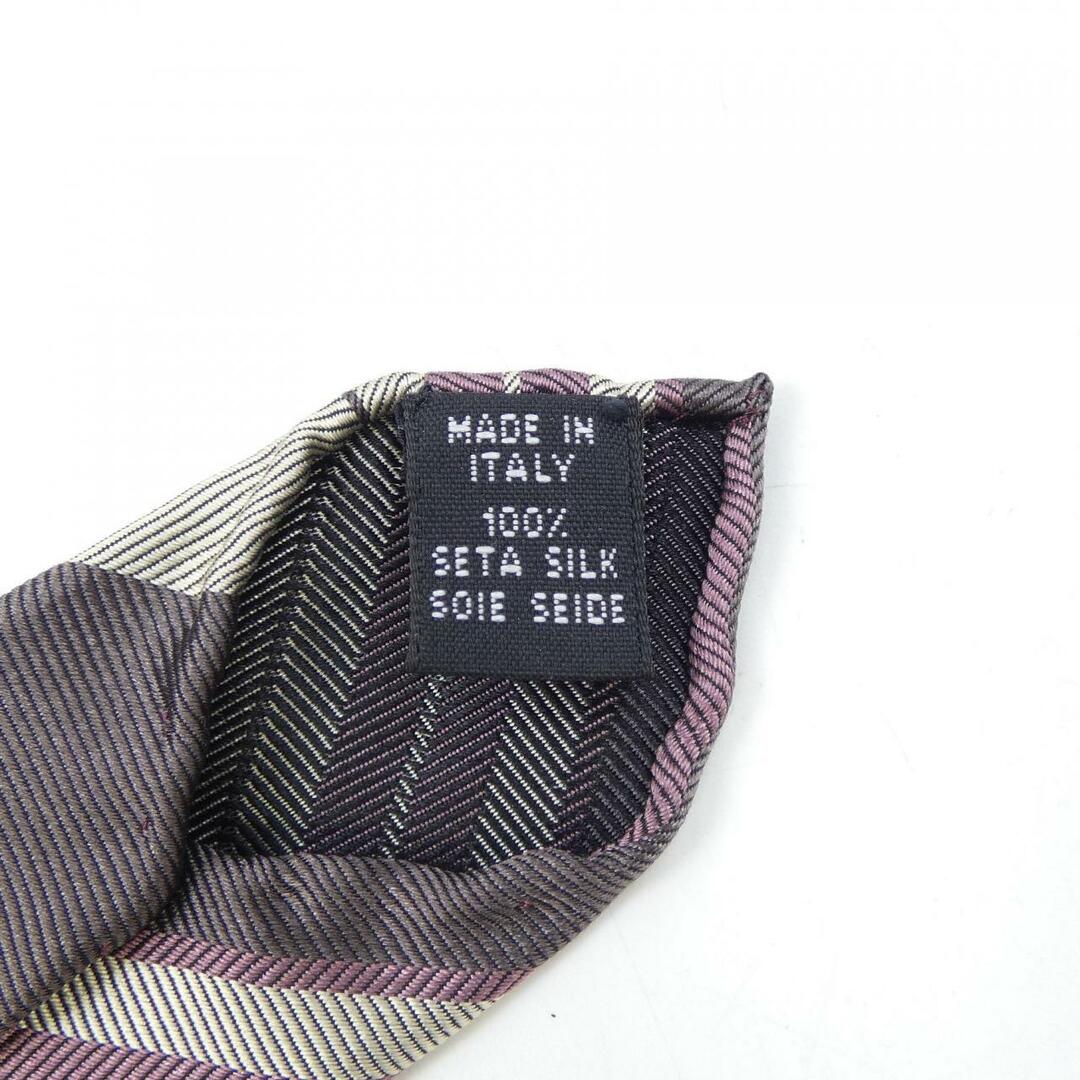 MADE IN
ITALY
100%
SETA SILK
SOIE SEIDE